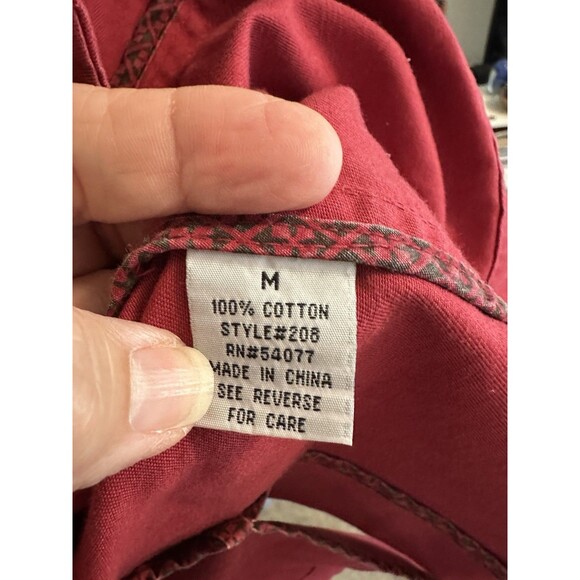 M
100% COTTON
STYLE#208
RN#54077
MADE IN CHINA
SEE REVERSE
FOR CARE